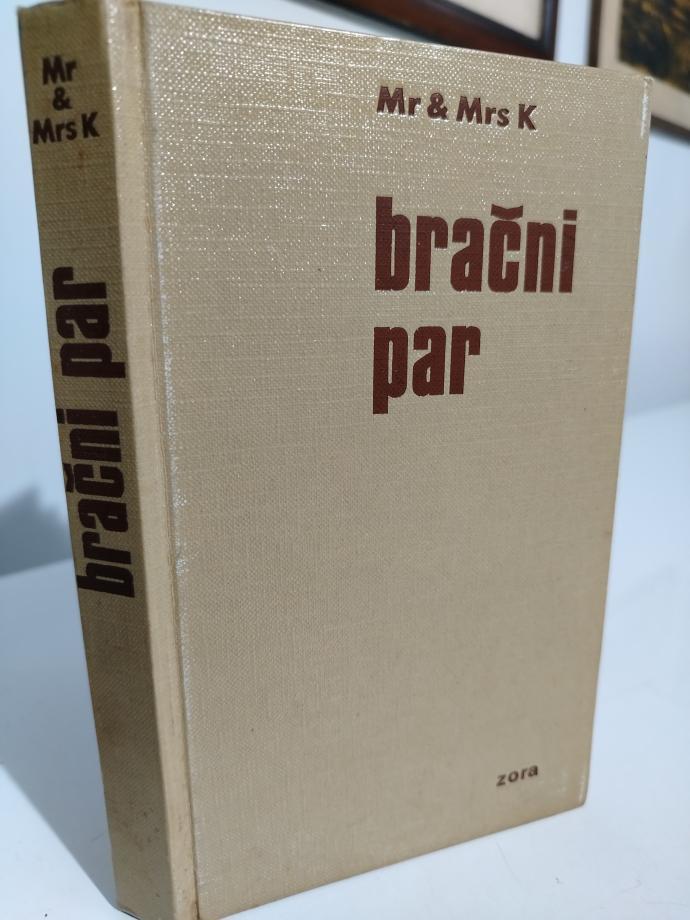 Mr
&
Mrs K
bračni par
Mr & Mrs K
bračni
par
zora